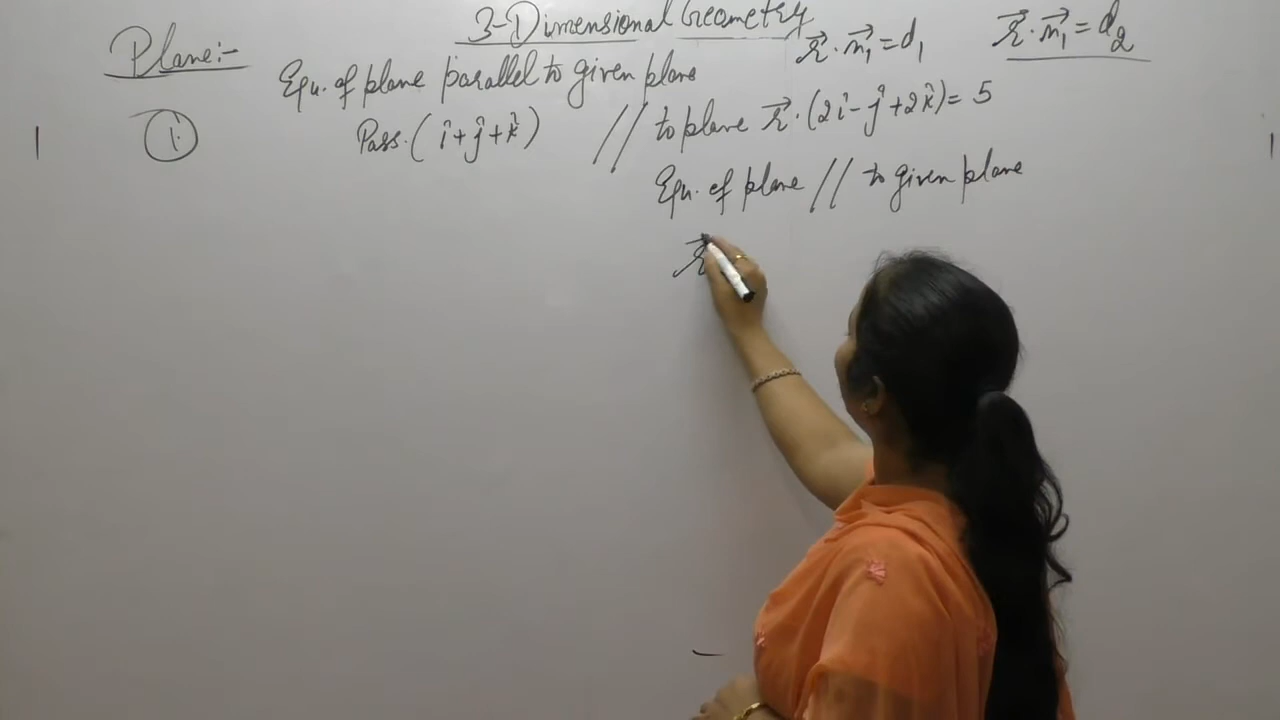 3-Dimensional Geometry
Plane:-
Equ. of plane parallel to given plane
r⃗ · n⃗₁ = d₁
r⃗ · n⃗₁ = d₂
① Pass. (î + ĵ + k̂) // to plane r⃗ · (2î - ĵ + 2k̂) = 5
Equ. of plane // to given plane
r⃗